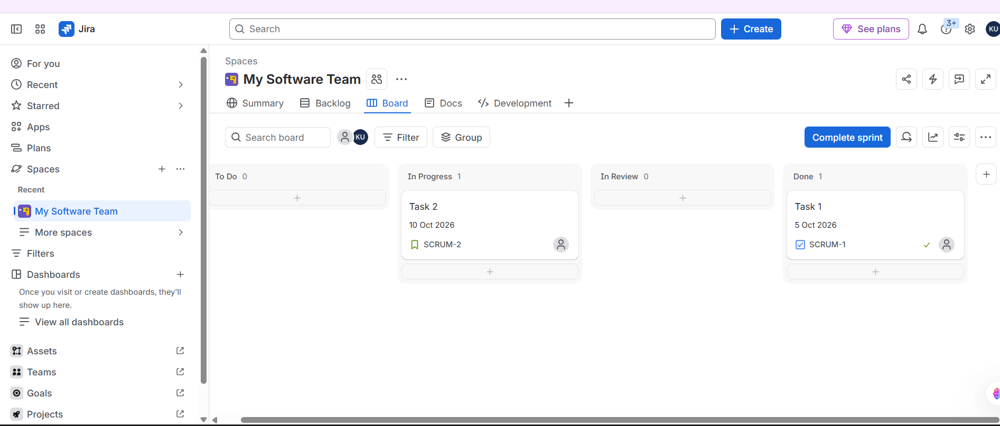 Jira
Search
Create
See plans
3+
KU
For you
Recent
Starred
Apps
Plans
Spaces
Recent
My Software Team
More spaces
Filters
Dashboards
Once you visit or create dashboards, they'll
show up here.
View all dashboards
Assets
Teams
Goals
Projects
Spaces
My Software Team
Summary
Backlog
Board
Docs
Development
Search board
KU
Filter
Group
Complete sprint
To Do 0
In Progress 1
Task 2
10 Oct 2026
SCRUM-2
In Review 0
Done 1
Task 1
5 Oct 2026
SCRUM-1